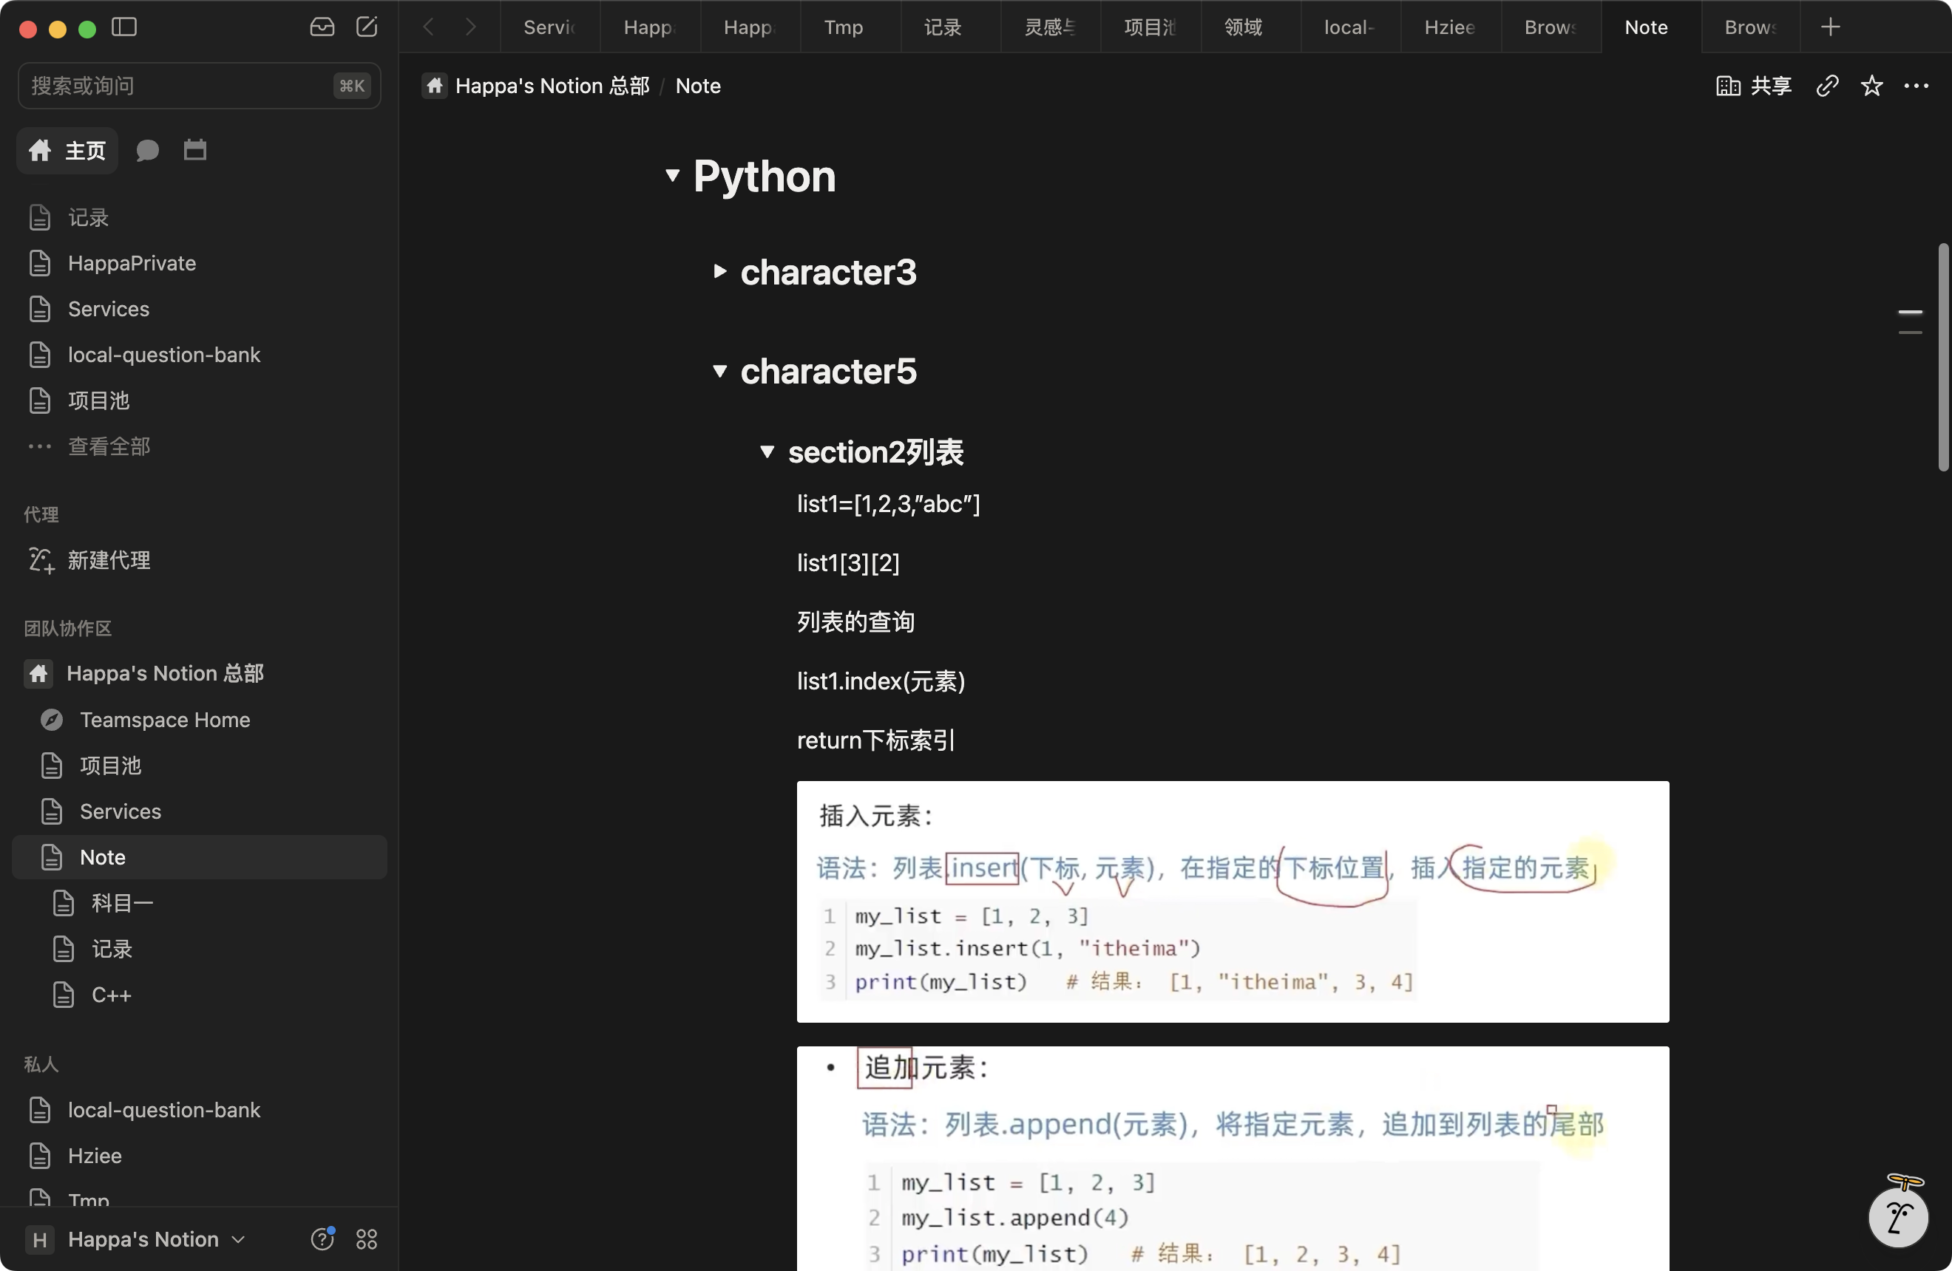 Servi
Happ
Happ
Tmp
记录
灵感与
项目池
领域
local-
Hziee
Brow
Note
Brow
搜索或询问
⌘K
Happa's Notion 总部 / Note
共享
主页
记录
HappaPrivate
Services
local-question-bank
项目池
查看全部
代理
新建代理
团队协作区
Happa's Notion 总部
Teamspace Home
项目池
Services
Note
科目一
记录
C++
私人
local-question-bank
Hziee
Tmp
H Happa's Notion
Python
character3
character5
section2列表
list1=[1,2,3,”abc”]
list1[3][2]
列表的查询
list1.index(元素)
return下标索引
插入元素：
语法：列表.insert(下标, 元素)，在指定的下标位置，插入指定的元素
1 my_list = [1, 2, 3]
2 my_list.insert(1, "itheima")
3 print(my_list) # 结果： [1, "itheima", 3, 4]
• 追加元素：
语法：列表.append(元素)，将指定元素，追加到列表的尾部
1 my_list = [1, 2, 3]
2 my_list.append(4)
3 print(my_list) # 结果： [1, 2, 3, 4]